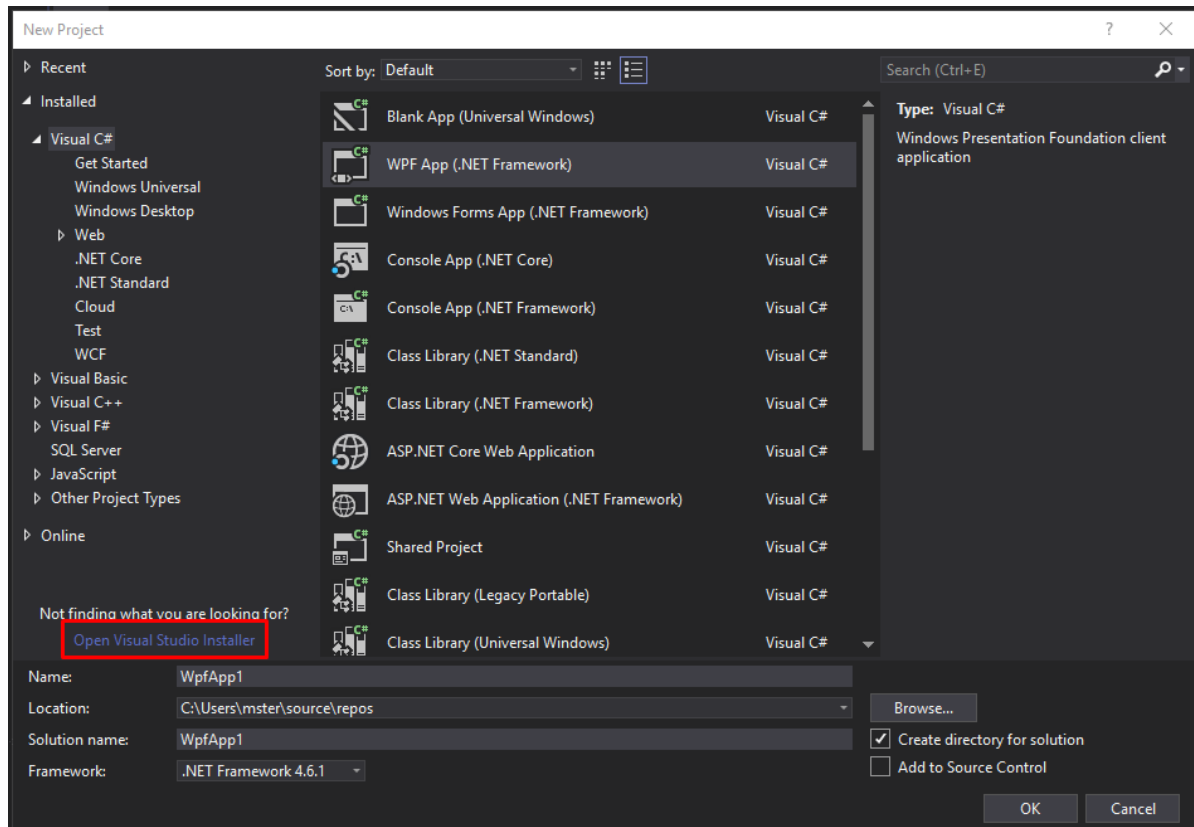 New Project
?
Recent
Installed
Visual C#
Get Started
Windows Universal
Windows Desktop
Web
.NET Core
.NET Standard
Cloud
Test
WCF
Visual Basic
Visual C++
Visual F#
SQL Server
JavaScript
Other Project Types
Online
Not finding what you are looking for?
Open Visual Studio Installer
Sort by: Default
Blank App (Universal Windows) Visual C#
WPF App (.NET Framework) Visual C#
Windows Forms App (.NET Framework) Visual C#
Console App (.NET Core) Visual C#
Console App (.NET Framework) Visual C#
Class Library (.NET Standard) Visual C#
Class Library (.NET Framework) Visual C#
ASP.NET Core Web Application Visual C#
ASP.NET Web Application (.NET Framework) Visual C#
Shared Project Visual C#
Class Library (Legacy Portable) Visual C#
Class Library (Universal Windows) Visual C#
Search (Ctrl+E)
Type: Visual C#
Windows Presentation Foundation client
application
Name: WpfApp1
Location: C:\Users\mster\source\repos
Browse...
Solution name: WpfApp1
Create directory for solution
Framework: .NET Framework 4.6.1
Add to Source Control
OK Cancel